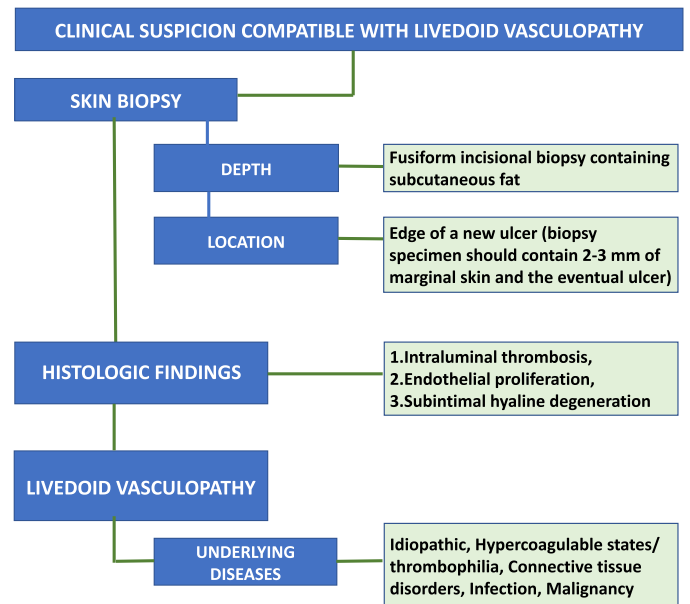 CLINICAL SUSPICION COMPATIBLE WITH LIVEDOID VASCULOPATHY
SKIN BIOPSY
DEPTH
Fusiform incisional biopsy containing
subcutaneous fat
LOCATION
Edge of a new ulcer (biopsy
specimen should contain 2-3 mm of
marginal skin and the eventual ulcer)
HISTOLOGIC FINDINGS
1.Intraluminal thrombosis,
2.Endothelial proliferation,
3.Subintimal hyaline degeneration
LIVEDOID VASCULOPATHY
UNDERLYING
DISEASES
Idiopathic, Hypercoagulable states/
thrombophilia, Connective tissue
disorders, Infection, Malignancy